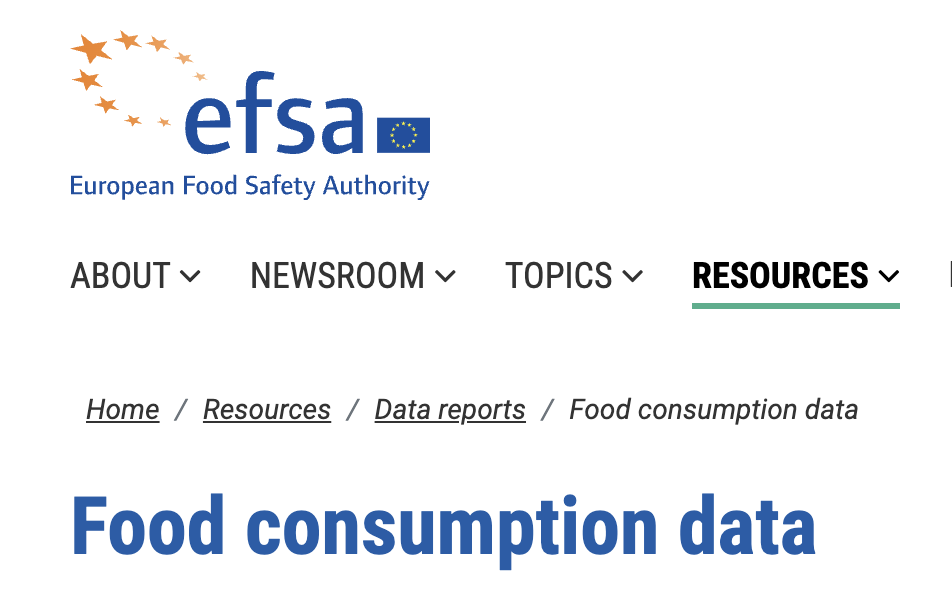 efsa
European Food Safety Authority
ABOUT NEWSROOM TOPICS RESOURCES
Home / Resources / Data reports / Food consumption data
Food consumption data